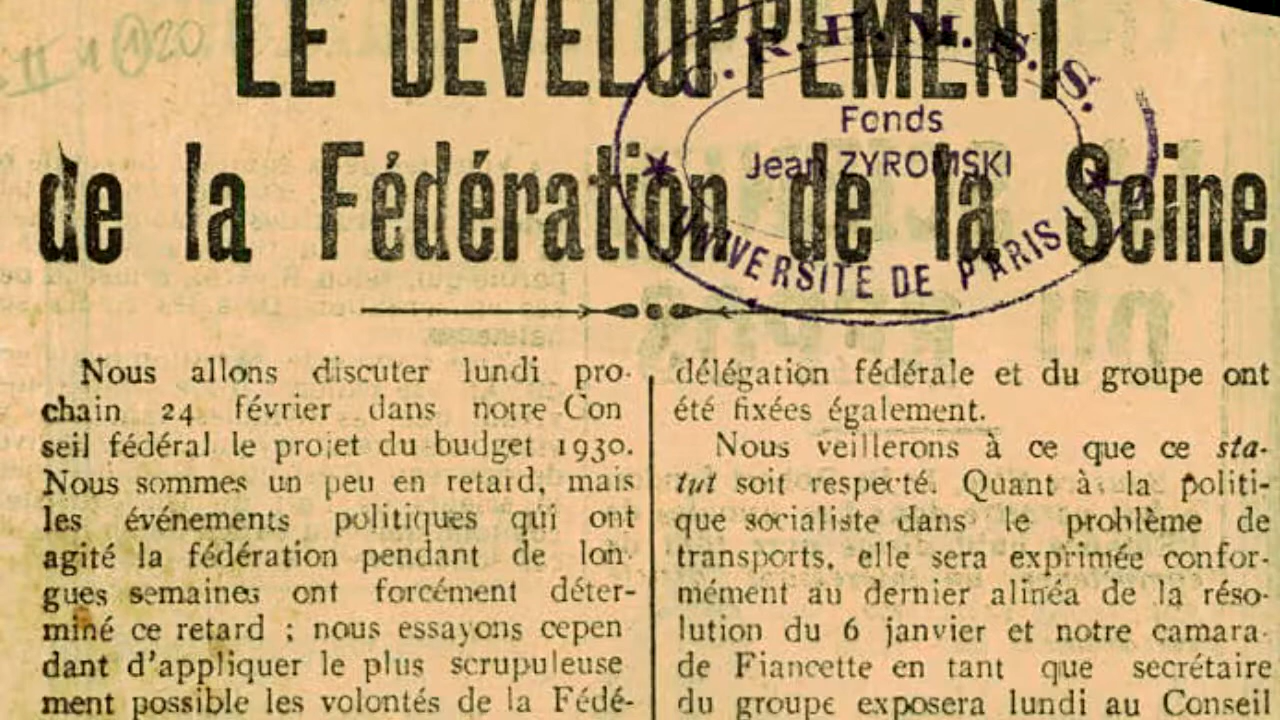 LE DEVELOPPEMENT
de la Fédération de la Seine
C. R. H. M. S. S.
Fonds
Jean ZYROMSKI
UNIVERSITE DE PARIS I
Nous allons discuter lundi pro-
chain 24 février dans notre Con
seil fédéral le projet du budget 1930.
Nous sommes un peu en retard, mais
les événements politiques qui ont
agité la fédération pendant de lon
gues semaines ont forcément déter-
miné ce retard ; nous essayons cepen
dant d'appliquer le plus scrupuleuse
ment possible les volontés de la Fédé-
délégation fédérale et du groupe ont
été fixées également.
Nous veillerons à ce que ce sta-
tut soit respecté. Quant à la politi-
que socialiste dans le problème de
transports, elle sera exprimée confor-
mément au dernier alinéa de la réso-
lution du 6 janvier et notre camara-
de Fiancette en tant que secrétaire
du groupe exposera lundi au Conseil